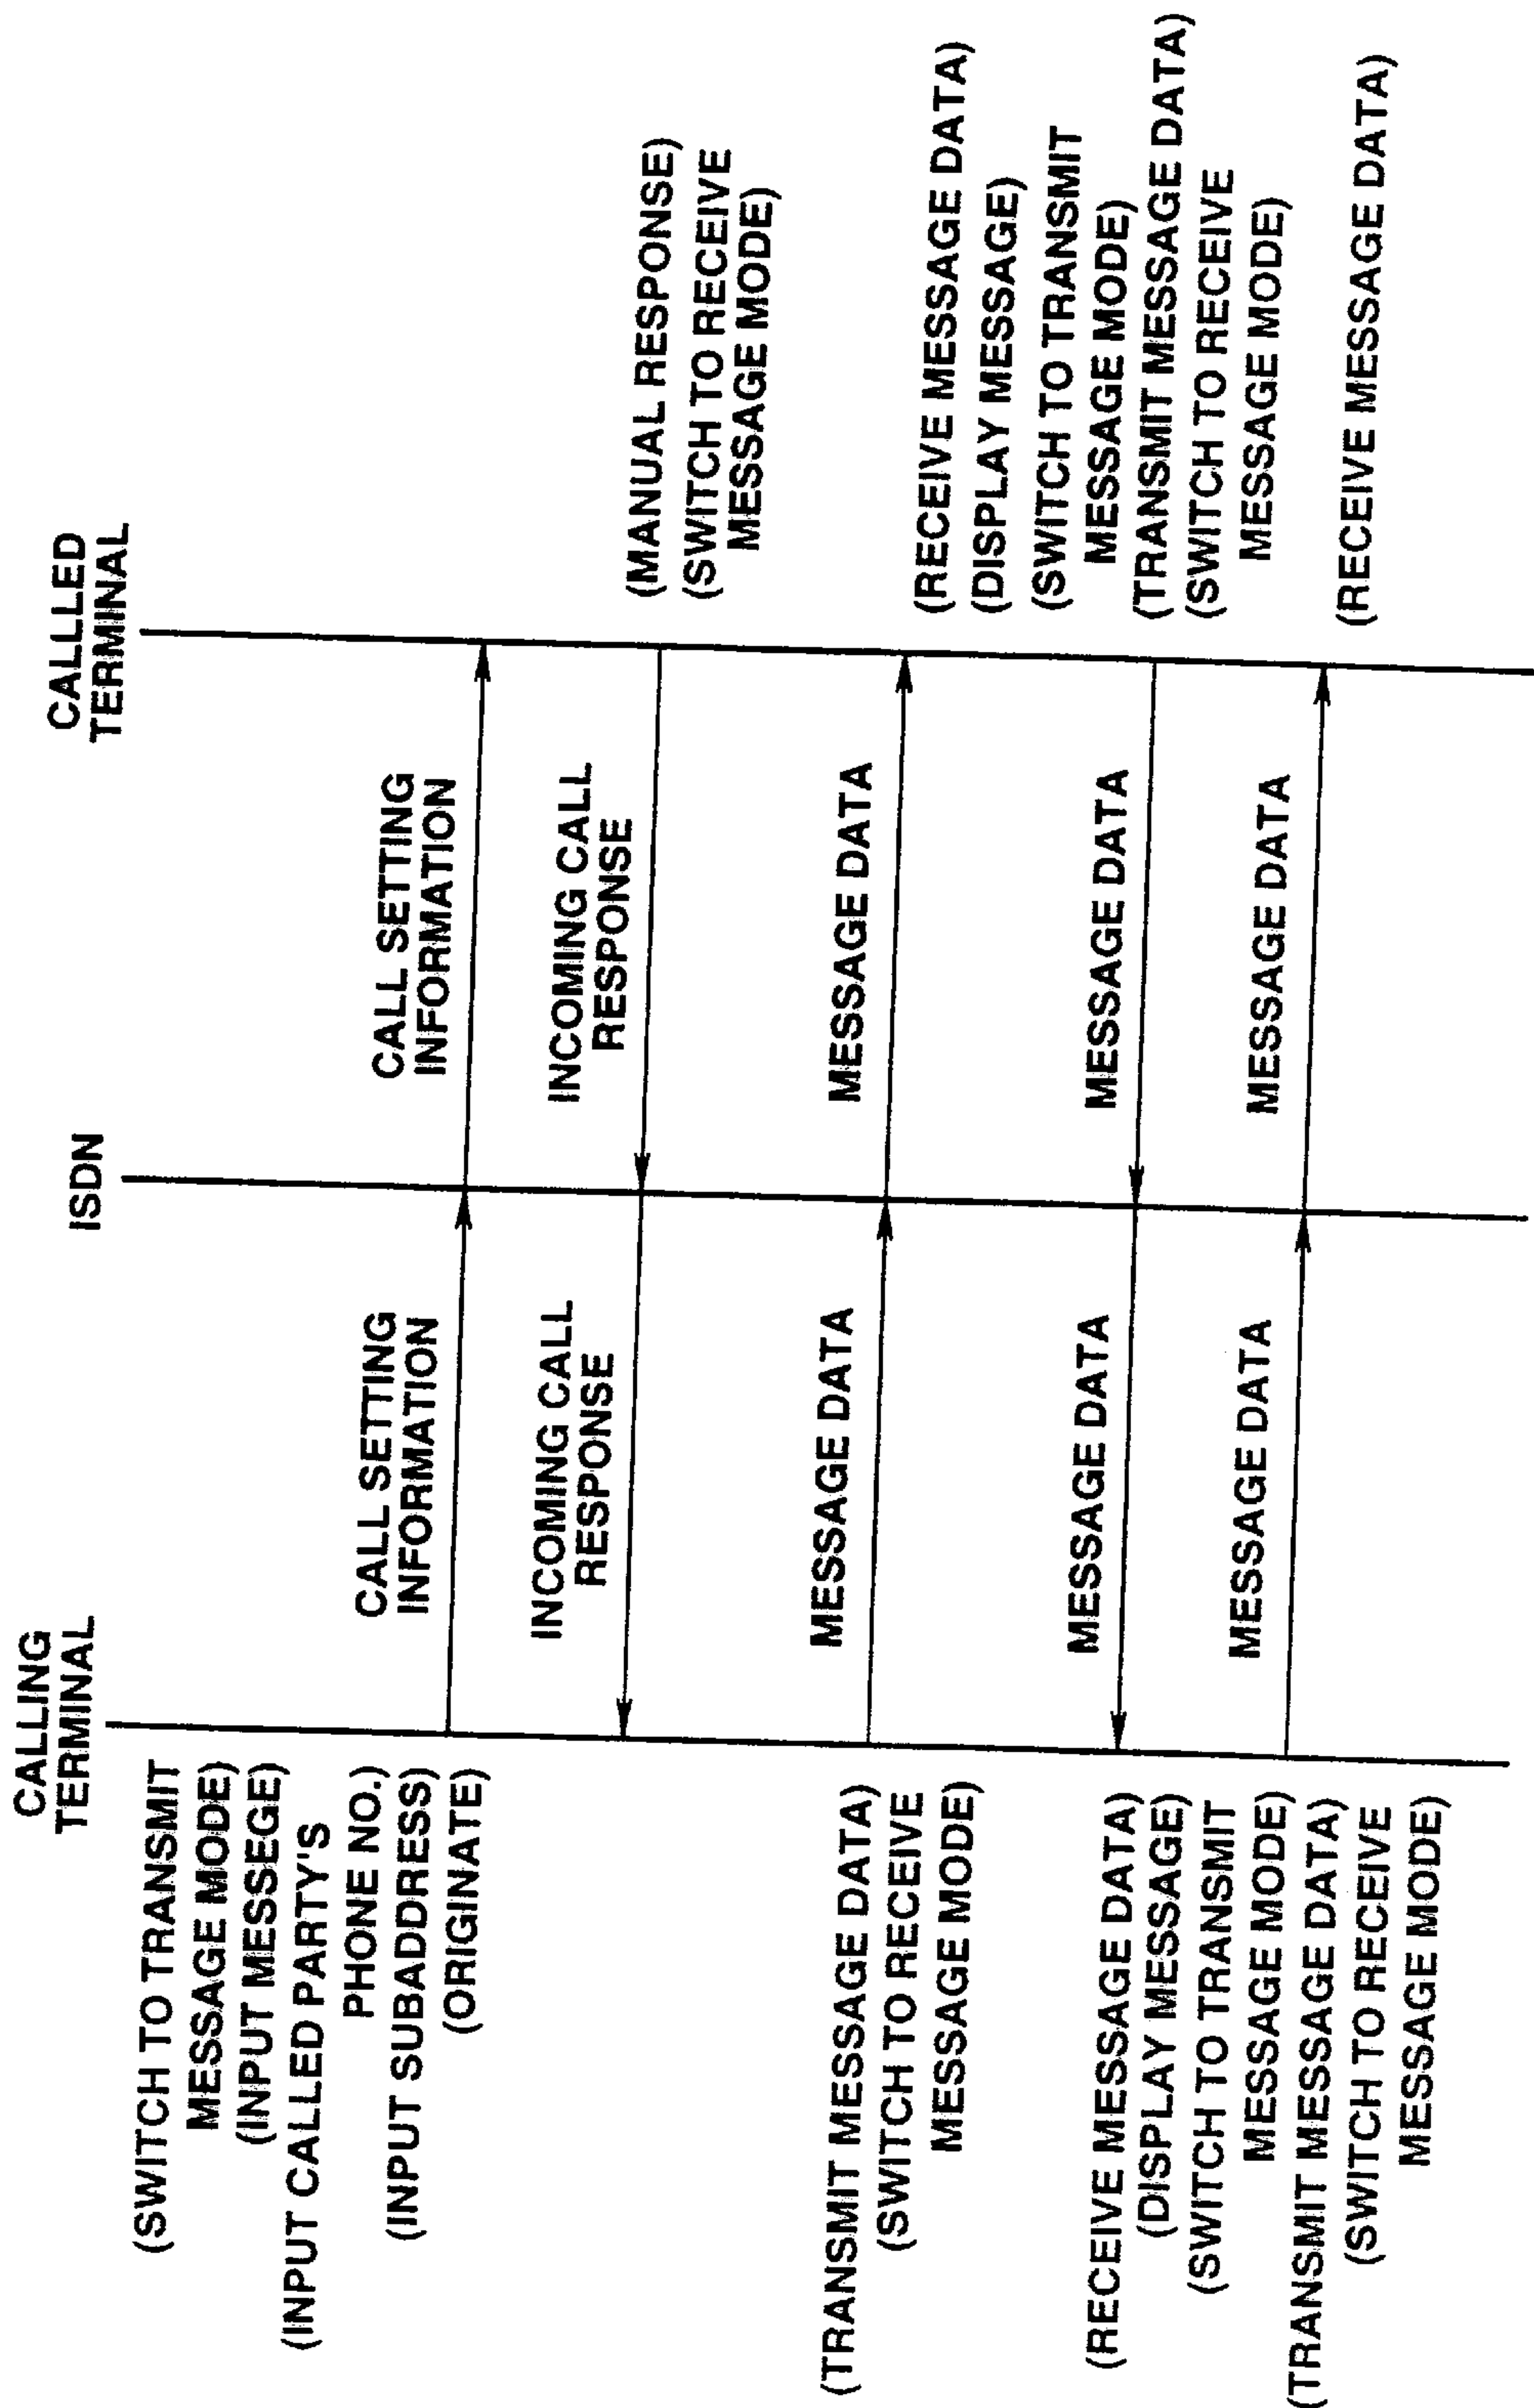 CALLING
TERMINAL
ISDN
CALLLED
TERMINAL
(SWITCH TO TRANSMIT
MESSAGE MODE)
(INPUT MESSEGE)
(INPUT CALLED PARTY'S
PHONE NO.)
(INPUT SUBADDRESS)
(ORIGINATE)
CALL SETTING
INFORMATION
CALL SETTING
INFORMATION
INCOMING CALL
RESPONSE
INCOMING CALL
RESPONSE
(MANUAL RESPONSE)
(SWITCH TO RECEIVE
MESSAGE MODE)
(TRANSMIT MESSAGE DATA)
(SWITCH TO RECEIVE
MESSAGE MODE)
MESSAGE DATA
MESSAGE DATA
(RECEIVE MESSAGE DATA)
(DISPLAY MESSAGE)
(SWITCH TO TRANSMIT
MESSAGE MODE)
(TRANSMIT MESSAGE DATA)
(SWITCH TO RECEIVE
MESSAGE MODE)
MESSAGE DATA
MESSAGE DATA
(RECEIVE MESSAGE DATA)
(DISPLAY MESSAGE)
(SWITCH TO TRANSMIT
MESSAGE MODE)
(TRANSMIT MESSAGE DATA)
(SWITCH TO RECEIVE
MESSAGE MODE)
MESSAGE DATA
MESSAGE DATA
(RECEIVE MESSAGE DATA)